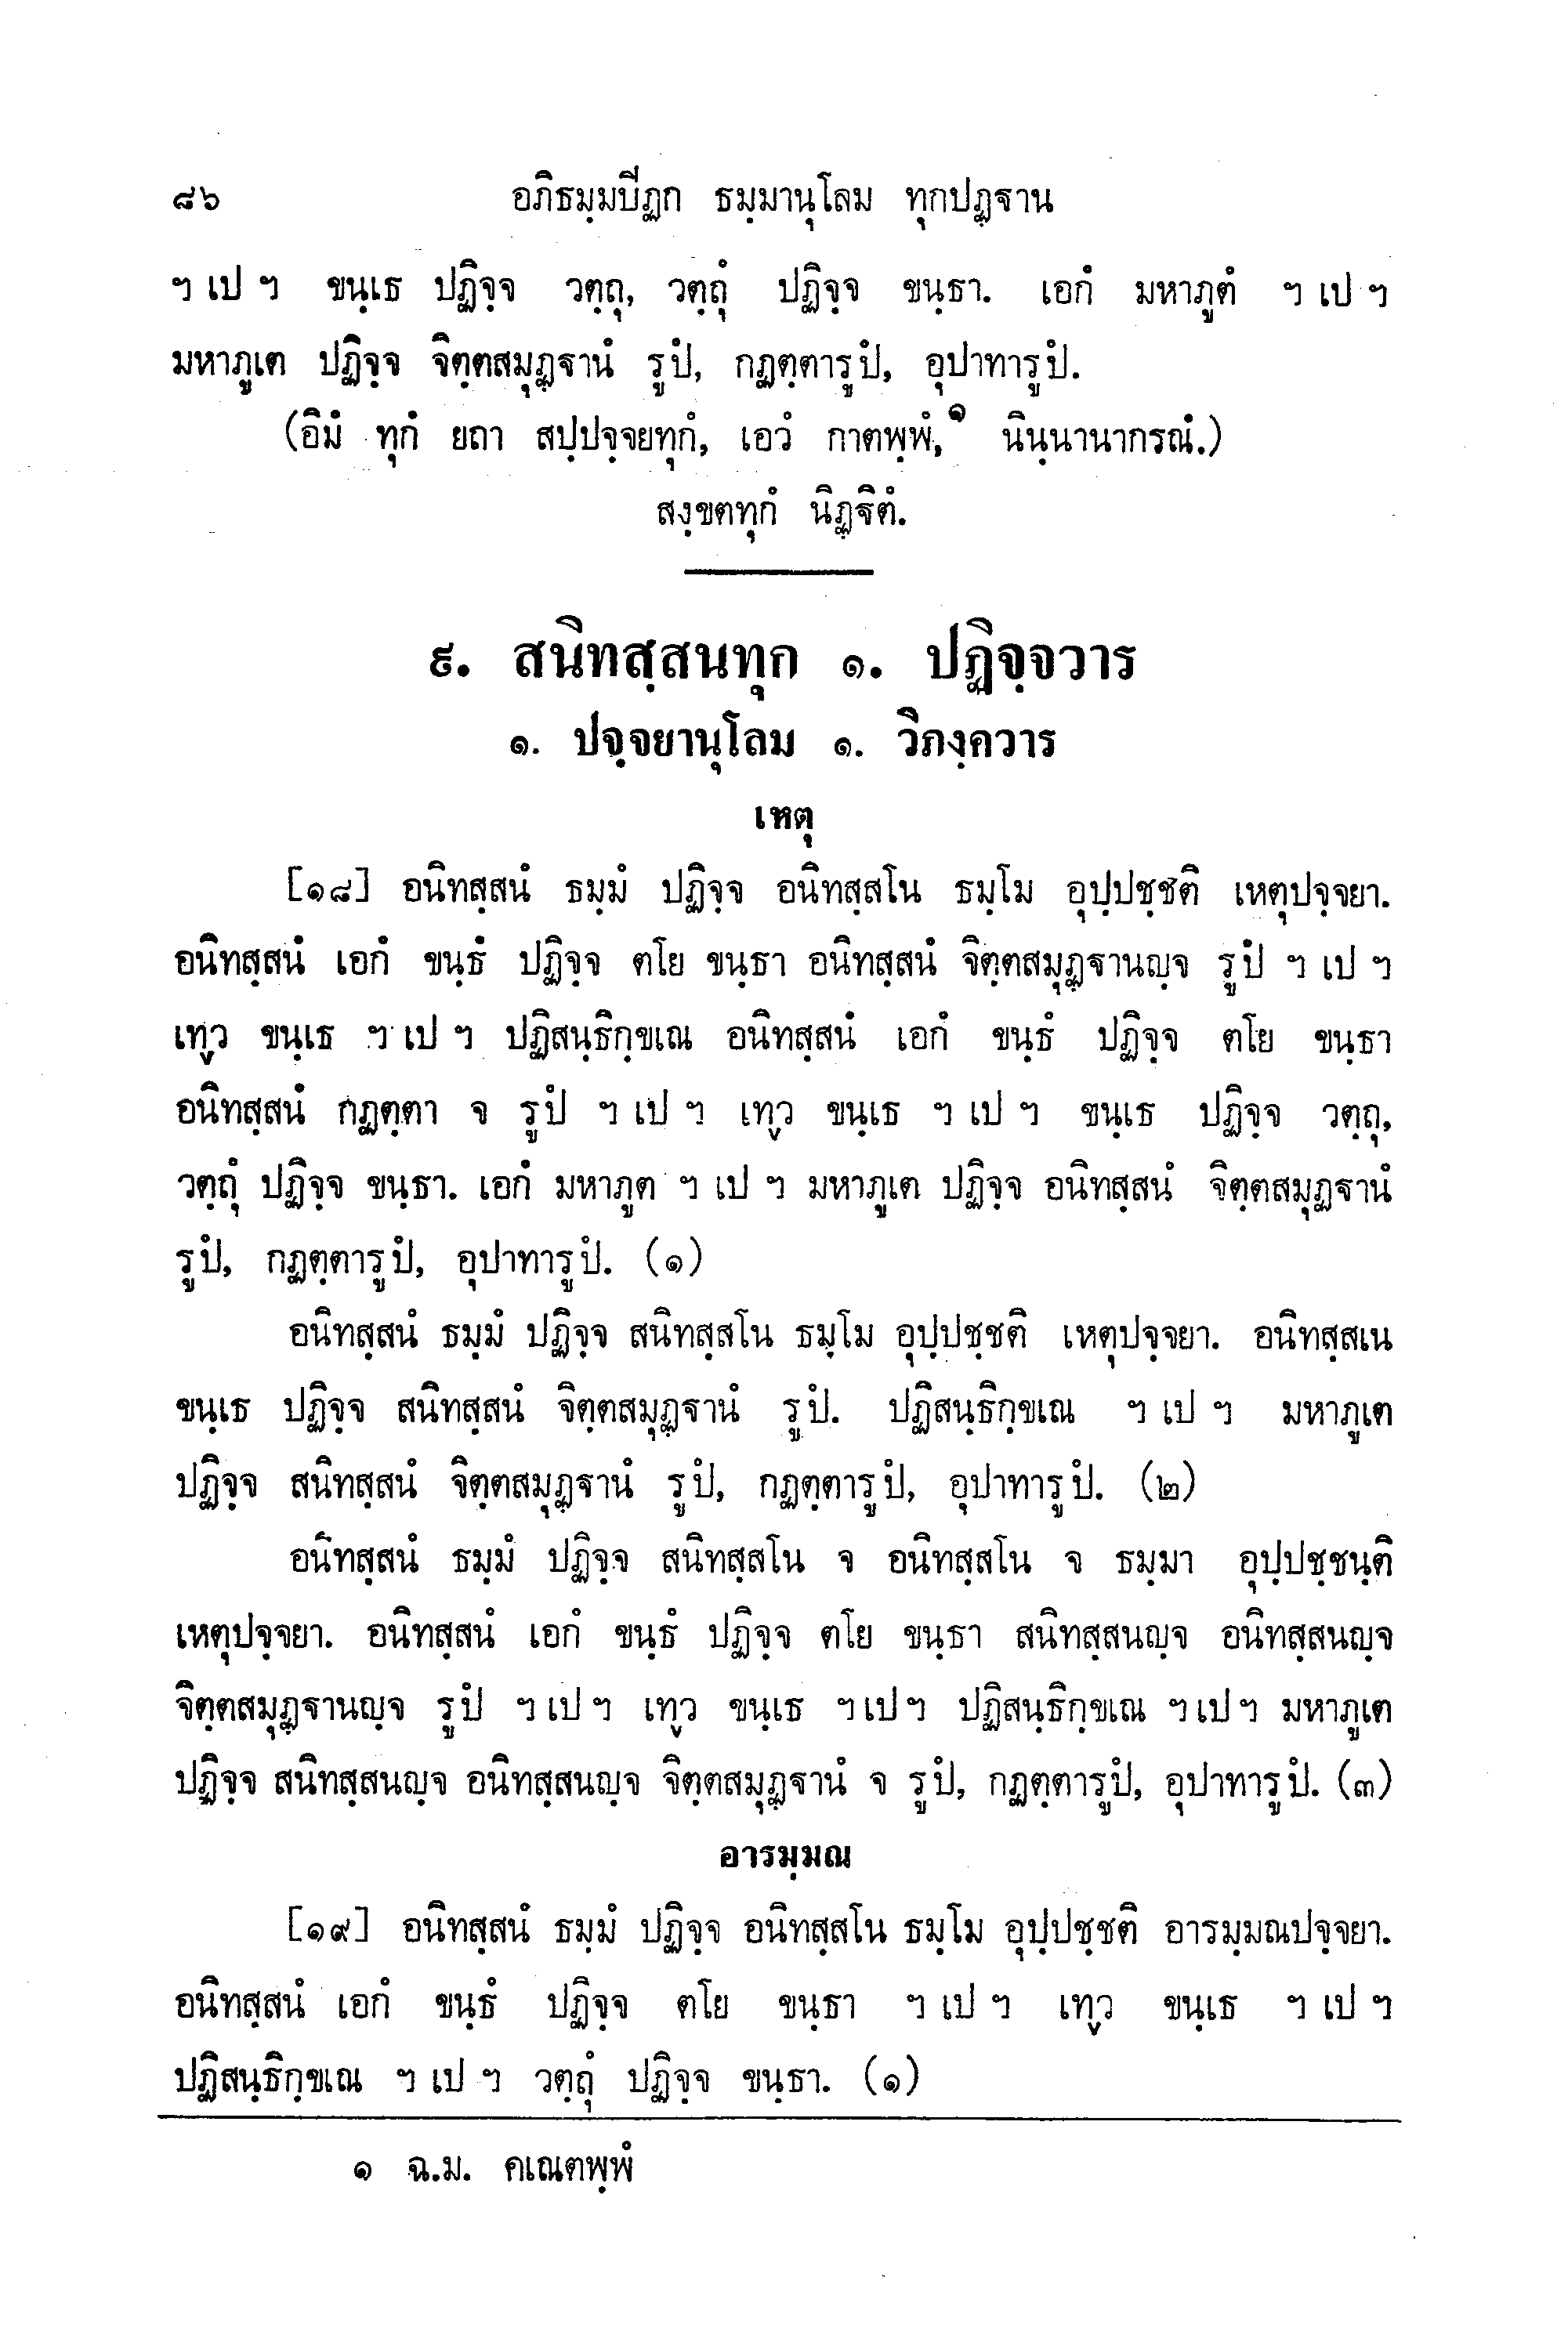 ๘๖ อภิธมฺมปีฏก ธมฺมานุโลม ทุกปฏฺฐาน
ฯ เป ฯ ขนฺเธ ปฏิจฺจ วตฺถุ, วตฺถุํ ปฏิจฺจ ขนฺธา. เอกํ มหาภูตํ ฯ เป ฯ
มหาภูเต ปฏิจฺจ จิตฺตสมุฏฺฐานํ รูปํ, กฏตฺตารูปํ, อุปาทารูปํ.
(อิมํ ทุกํ ยถา สปฺปจฺจยทุกํ, เอวํ กาตพฺพํ,๑ นินฺนานากรณํ.)
สงฺขตทุกํ นิฏฺฐิตํ.
๙. สนิทสฺสนทุก ๑. ปฏิจฺจวาร
๑. ปจฺจยานุโลม ๑. วิภงฺควาร
เหตุ
[๑๘] อนิทสฺสนํ ธมฺมํ ปฏิจฺจ อนิทสฺสโน ธมฺโม อุปฺปชฺชติ เหตุปจฺจยา.
อนิทสฺสนํ เอกํ ขนฺธํ ปฏิจฺจ ตโย ขนฺธา อนิทสฺสนํ จิตฺตสมุฏฺฐานญฺจ รูปํ ฯ เป ฯ
เทฺว ขนฺเธ ฯ เป ฯ ปฏิสนฺธิกฺขเณ อนิทสฺสนํ เอกํ ขนฺธํ ปฏิจฺจ ตโย ขนฺธา
อนิทสฺสนํ กฏตฺตา จ รูปํ ฯ เป ฯ เทฺว ขนฺเธ ฯ เป ฯ ขนฺเธ ปฏิจฺจ วตฺถุ,
วตฺถุํ ปฏิจฺจ ขนฺธา. เอกํ มหาภูต ฯ เป ฯ มหาภูเต ปฏิจฺจ อนิทสฺสนํ จิตฺตสมุฏฺฐานํ
รูปํ, กฏตฺตารูปํ, อุปาทารูปํ. (๑)
อนิทสฺสนํ ธมฺมํ ปฏิจฺจ สนิทสฺสโน ธมฺโม อุปฺปชฺชติ เหตุปจฺจยา. อนิทสฺสเน
ขนฺเธ ปฏิจฺจ สนิทสฺสนํ จิตฺตสมุฏฺฐานํ รูปํ. ปฏิสนฺธิกฺขเณ ฯ เป ฯ มหาภูเต
ปฏิจฺจ สนิทสฺสนํ จิตฺตสมุฏฺฐานํ รูปํ, กฏตฺตารูปํ, อุปาทารูปํ. (๒)
อนิทสฺสนํ ธมฺมํ ปฏิจฺจ สนิทสฺสโน จ อนิทสฺสโน จ ธมฺมา อุปฺปชฺชนฺติ
เหตุปจฺจยา. อนิทสฺสนํ เอกํ ขนฺธํ ปฏิจฺจ ตโย ขนฺธา สนิทสฺสนญฺจ อนิทสฺสนญฺจ
จิตฺตสมุฏฺฐานญฺจ รูปํ ฯ เป ฯ เทฺว ขนฺเธ ฯ เป ฯ ปฏิสนฺธิกฺขเณ ฯ เป ฯ มหาภูเต
ปฏิจฺจ สนิทสฺสนญฺจ อนิทสฺสนญฺจ จิตฺตสมุฏฺฐานํ จ รูปํ, กฏตฺตารูปํ, อุปาทารูปํ. (๓)
อารมฺมณ
[๑๙] อนิทสฺสนํ ธมฺมํ ปฏิจฺจ อนิทสฺสโน ธมฺโม อุปฺปชฺชติ อารมฺมณปจฺจยา.
อนิทสฺสนํ เอกํ ขนฺธํ ปฏิจฺจ ตโย ขนฺธา ฯ เป ฯ เทฺว ขนฺเธ ฯ เป ฯ
ปฏิสนฺธิกฺขเณ ฯ เป ฯ วตฺถุํ ปฏิจฺจ ขนฺธา. (๑)
๑ ฉ.ม. คเณตพฺพํ